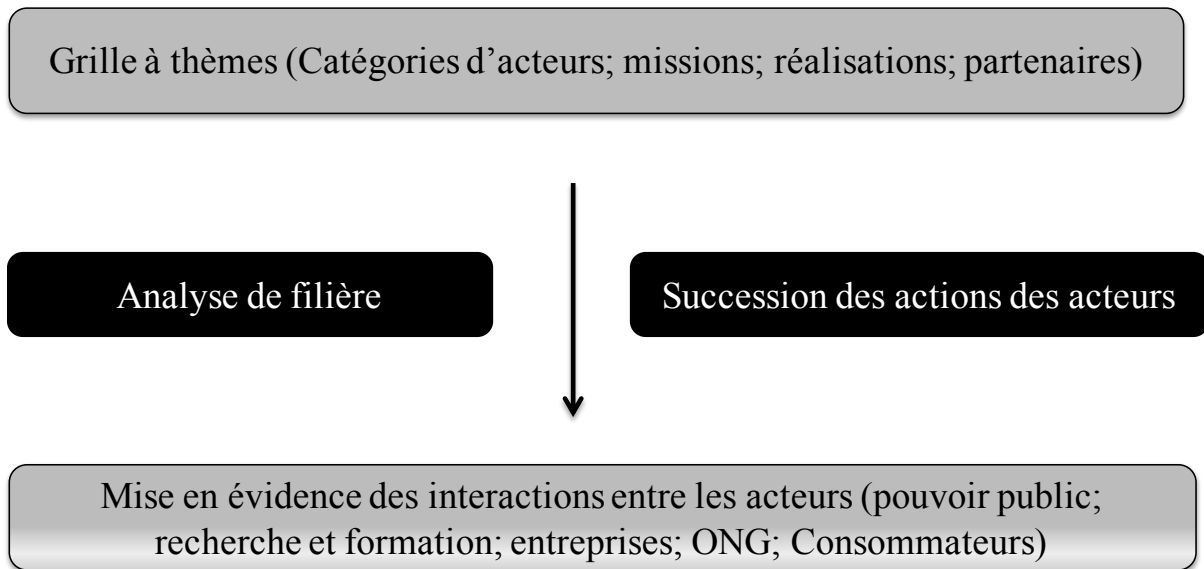 Grille à thèmes (Catégories d’acteurs; missions; réalisations; partenaires)
Analyse de filière
Succession des actions des acteurs
Mise en évidence des interactions entre les acteurs (pouvoir public;
recherche et formation; entreprises; ONG; Consommateurs)